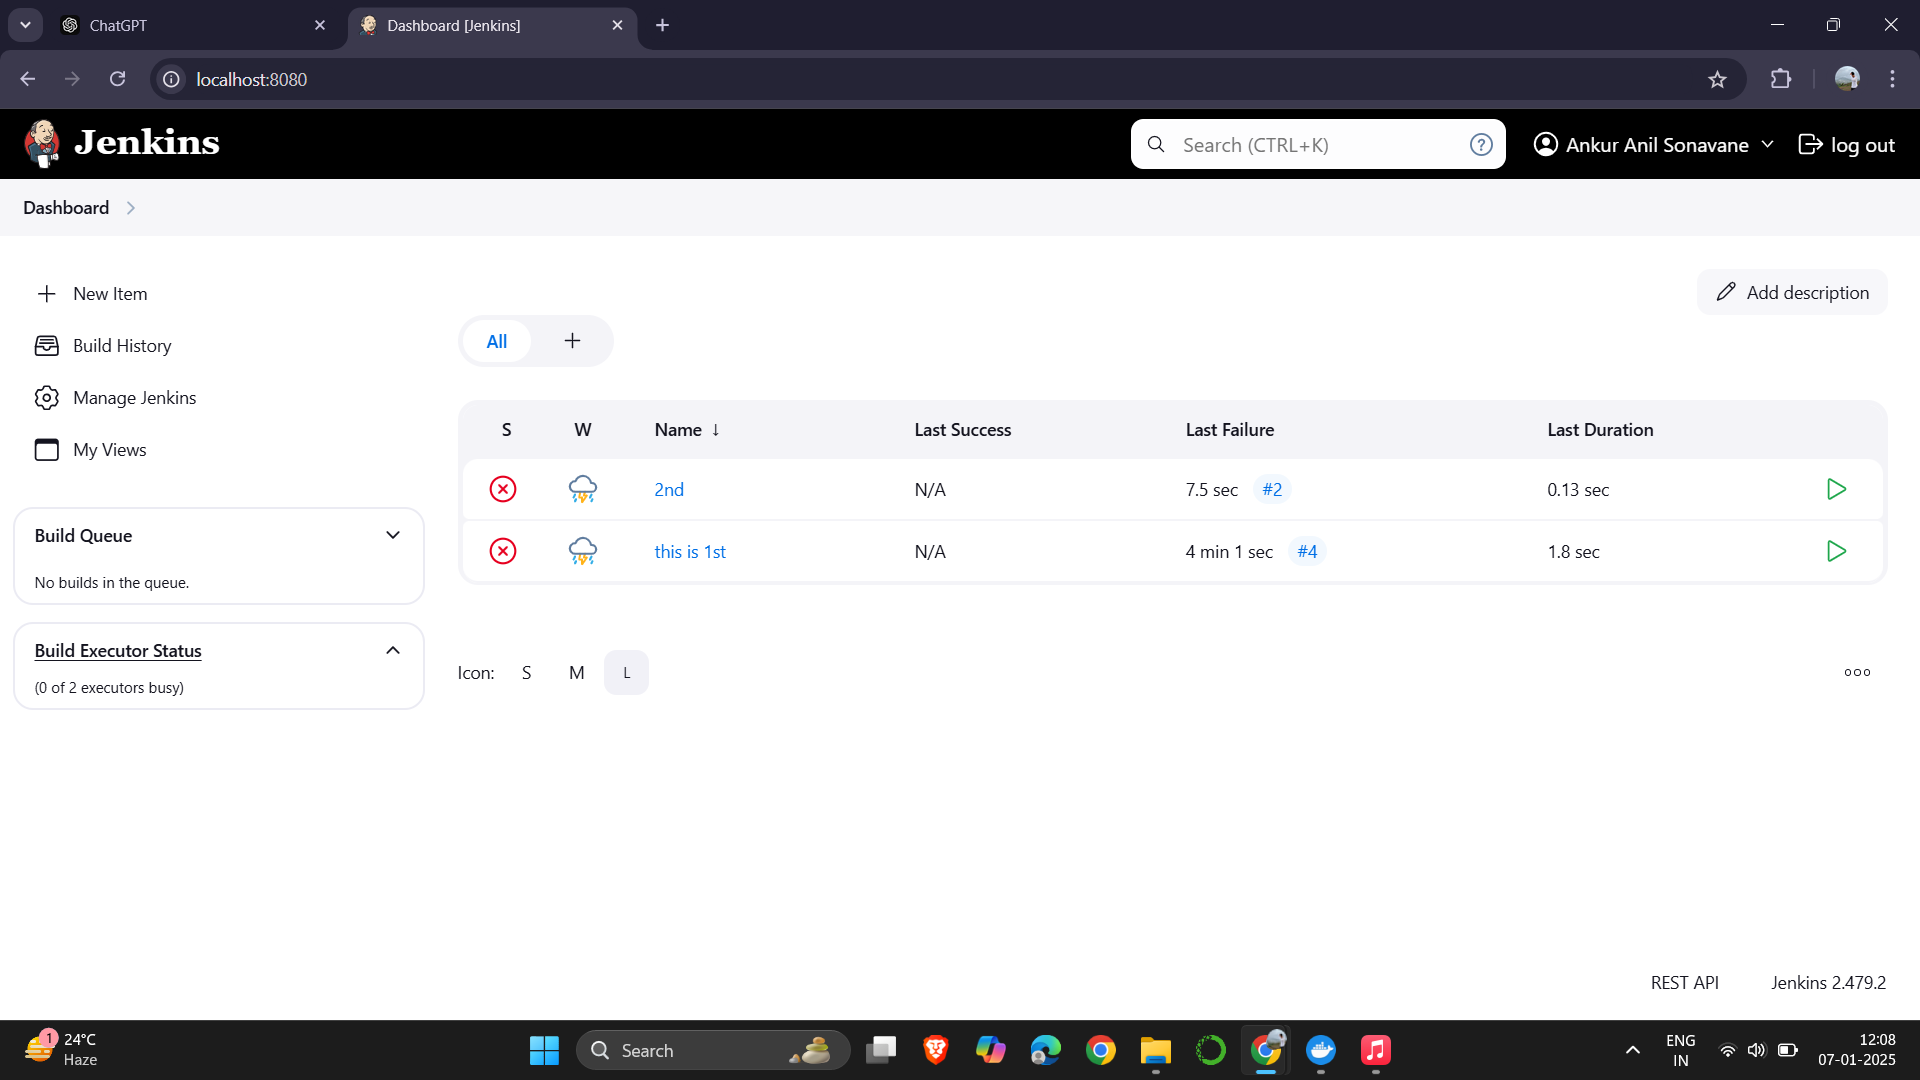 ChatGPT
Dashboard [Jenkins]
localhost:8080
Jenkins
Search (CTRL+K)
Ankur Anil Sonavane
log out
Dashboard
New Item
Build History
Manage Jenkins
My Views
Add description
All
S W Name ↓ Last Success Last Failure Last Duration
2nd N/A 7.5 sec #2 0.13 sec
this is 1st N/A 4 min 1 sec #4 1.8 sec
Build Queue
No builds in the queue.
Build Executor Status
(0 of 2 executors busy)
Icon: S M L
REST API Jenkins 2.479.2
1
24°C
Haze
Search
ENG
IN
12:08
07-01-2025